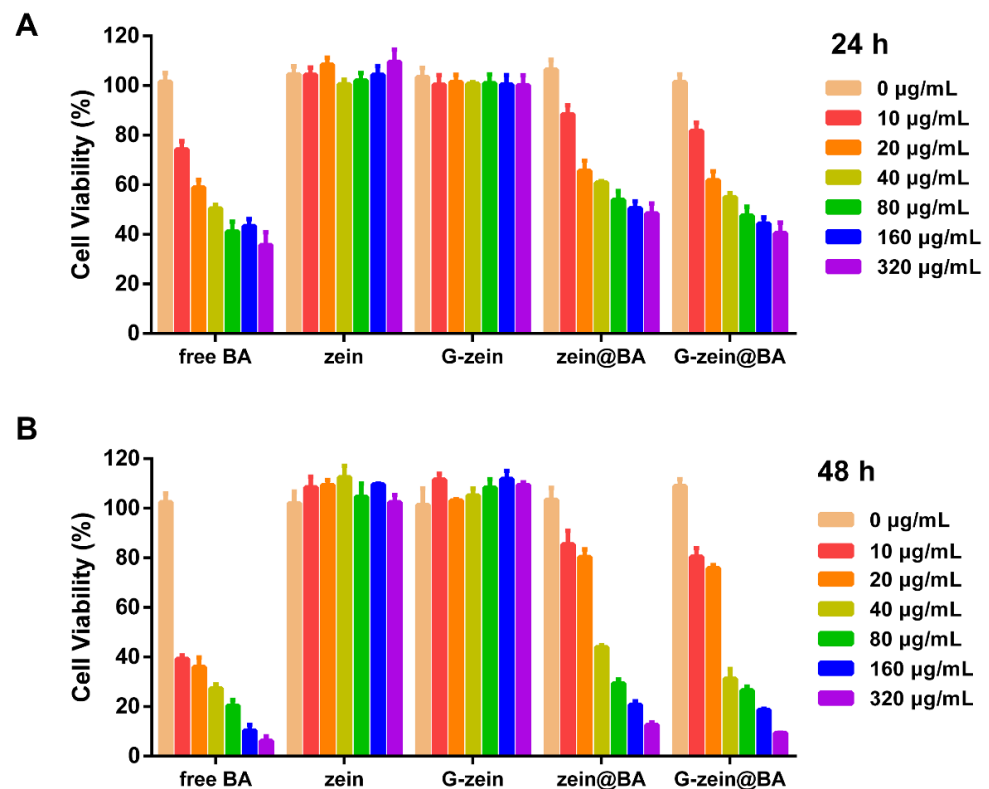 A
24 h
Cell Viability (%)
120
100
80
60
40
20
0
free BA
zein
G-zein
zein@BA
G-zein@BA
0 μg/mL
10 μg/mL
20 μg/mL
40 μg/mL
80 μg/mL
160 μg/mL
320 μg/mL
B
48 h
Cell Viability (%)
120
100
80
60
40
20
0
free BA
zein
G-zein
zein@BA
G-zein@BA
0 μg/mL
10 μg/mL
20 μg/mL
40 μg/mL
80 μg/mL
160 μg/mL
320 μg/mL